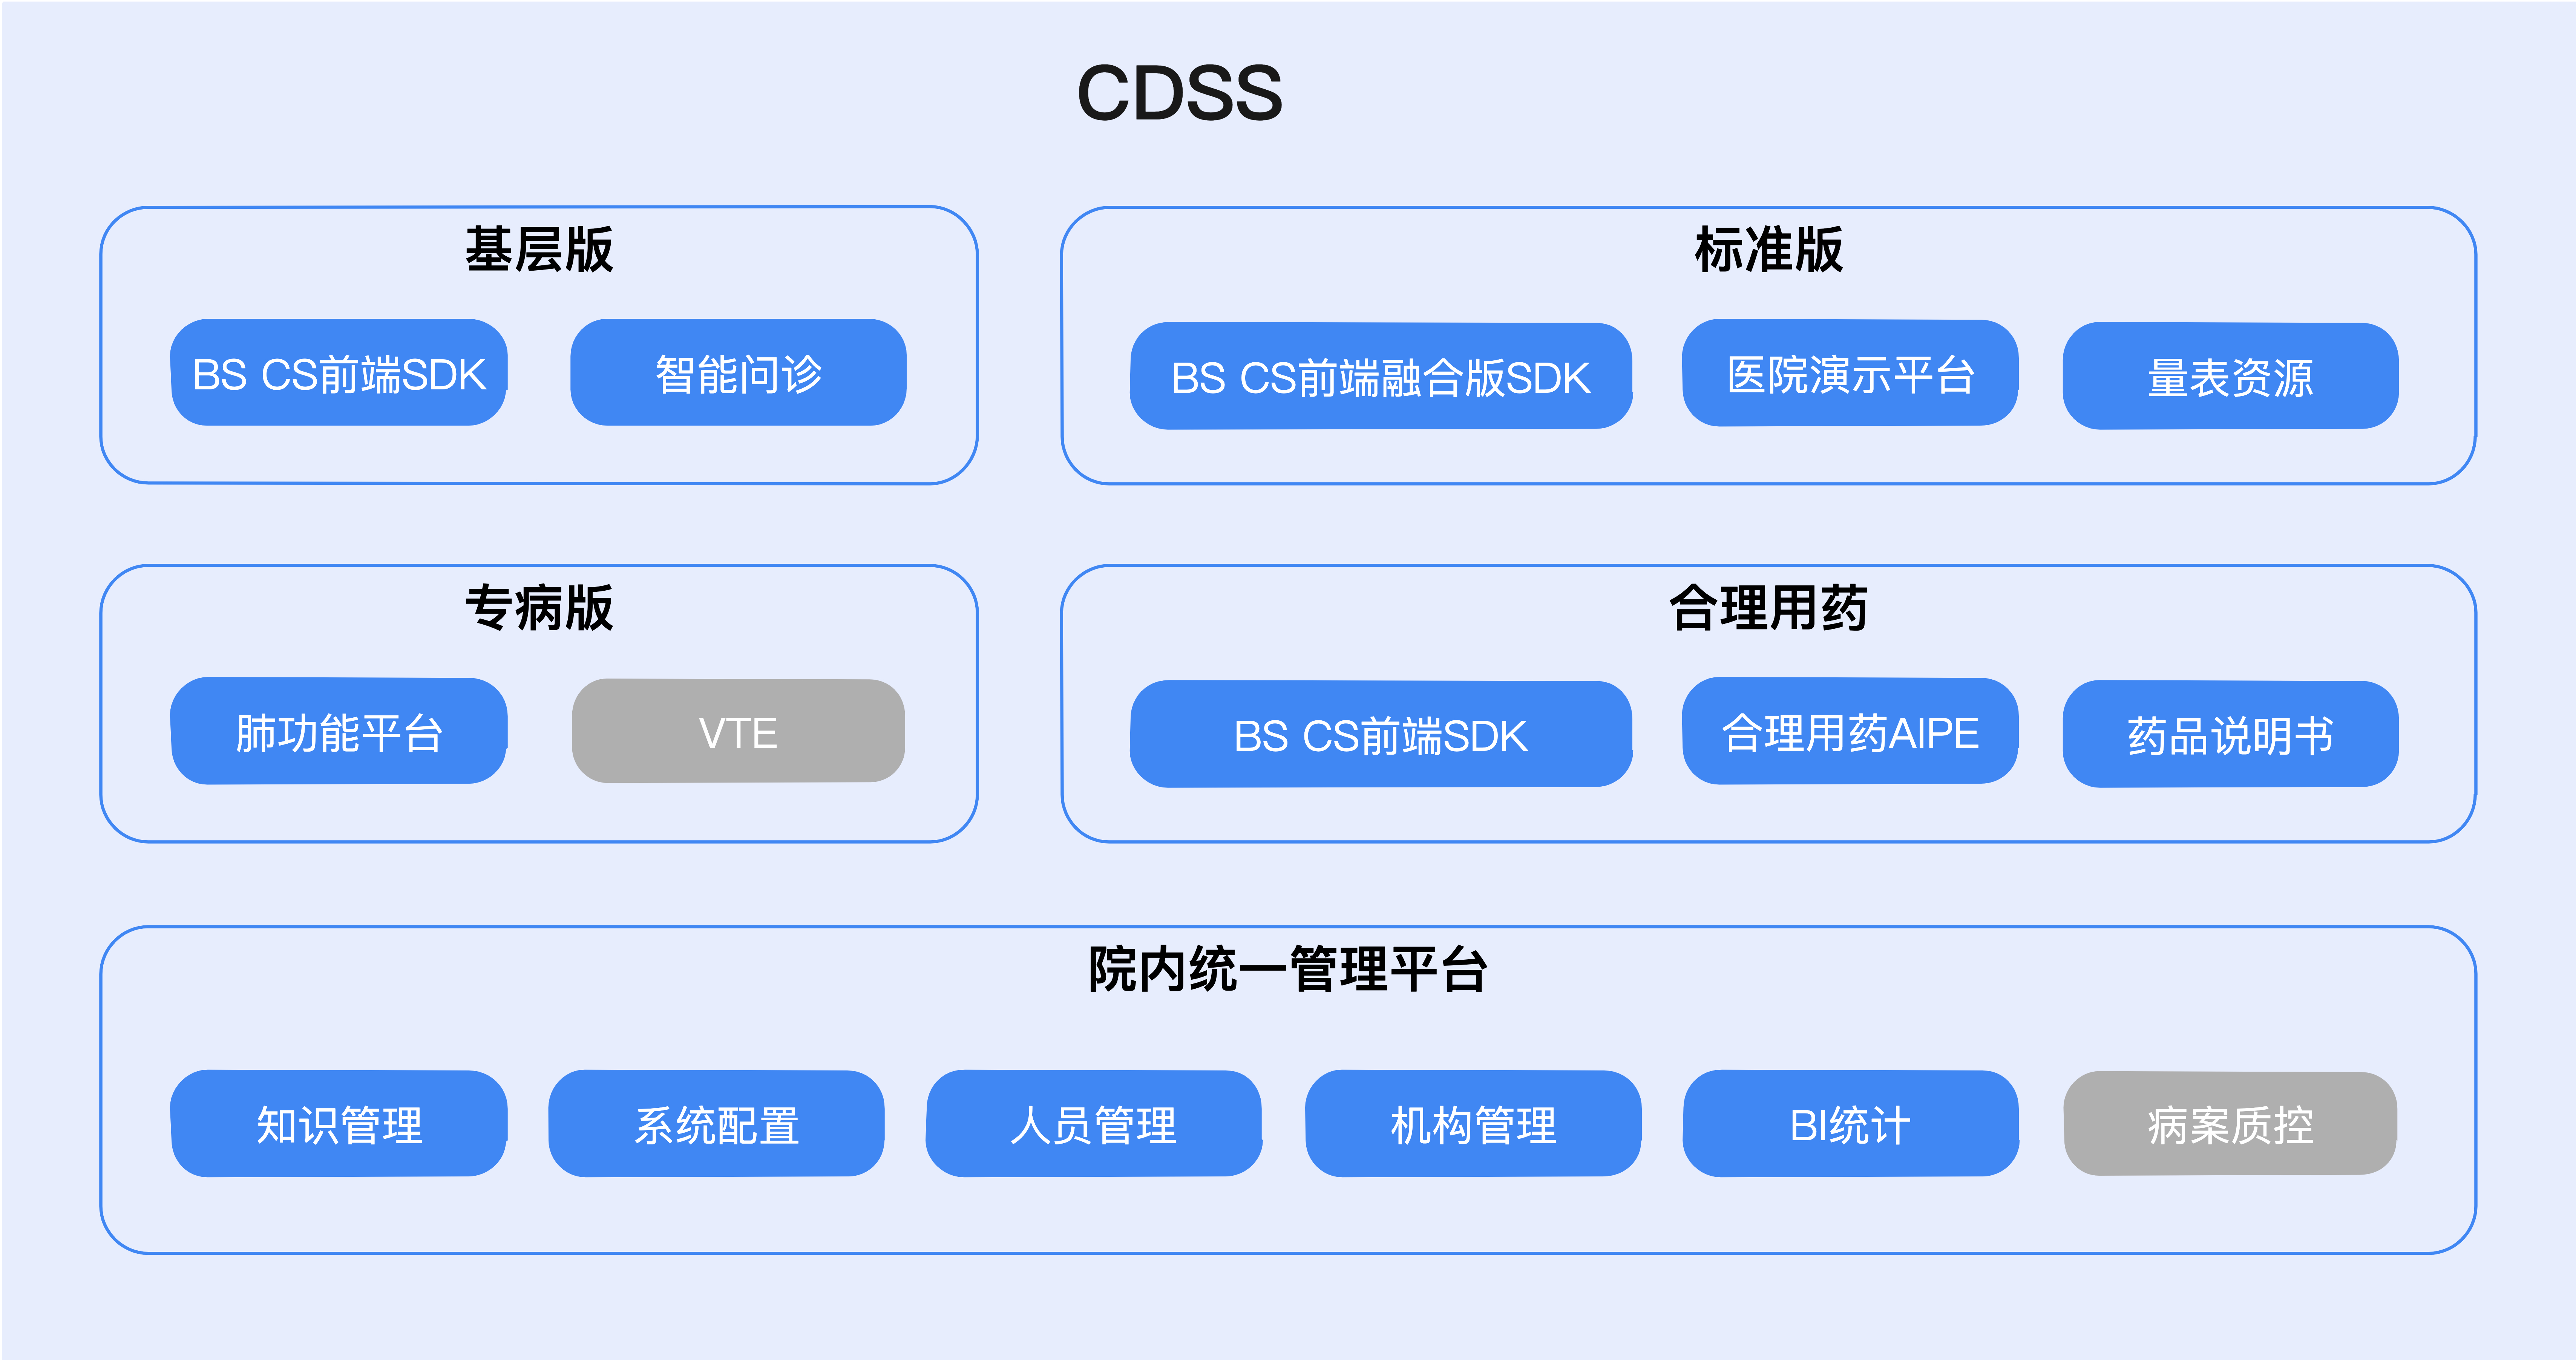 CDSS
基层版
BS CS前端SDK
智能问诊
标准版
BS CS前端融合版SDK
医院演示平台
量表资源
专病版
肺功能平台
VTE
合理用药
BS CS前端SDK
合理用药AIPE
药品说明书
院内统一管理平台
知识管理
系统配置
人员管理
机构管理
BI统计
病案质控